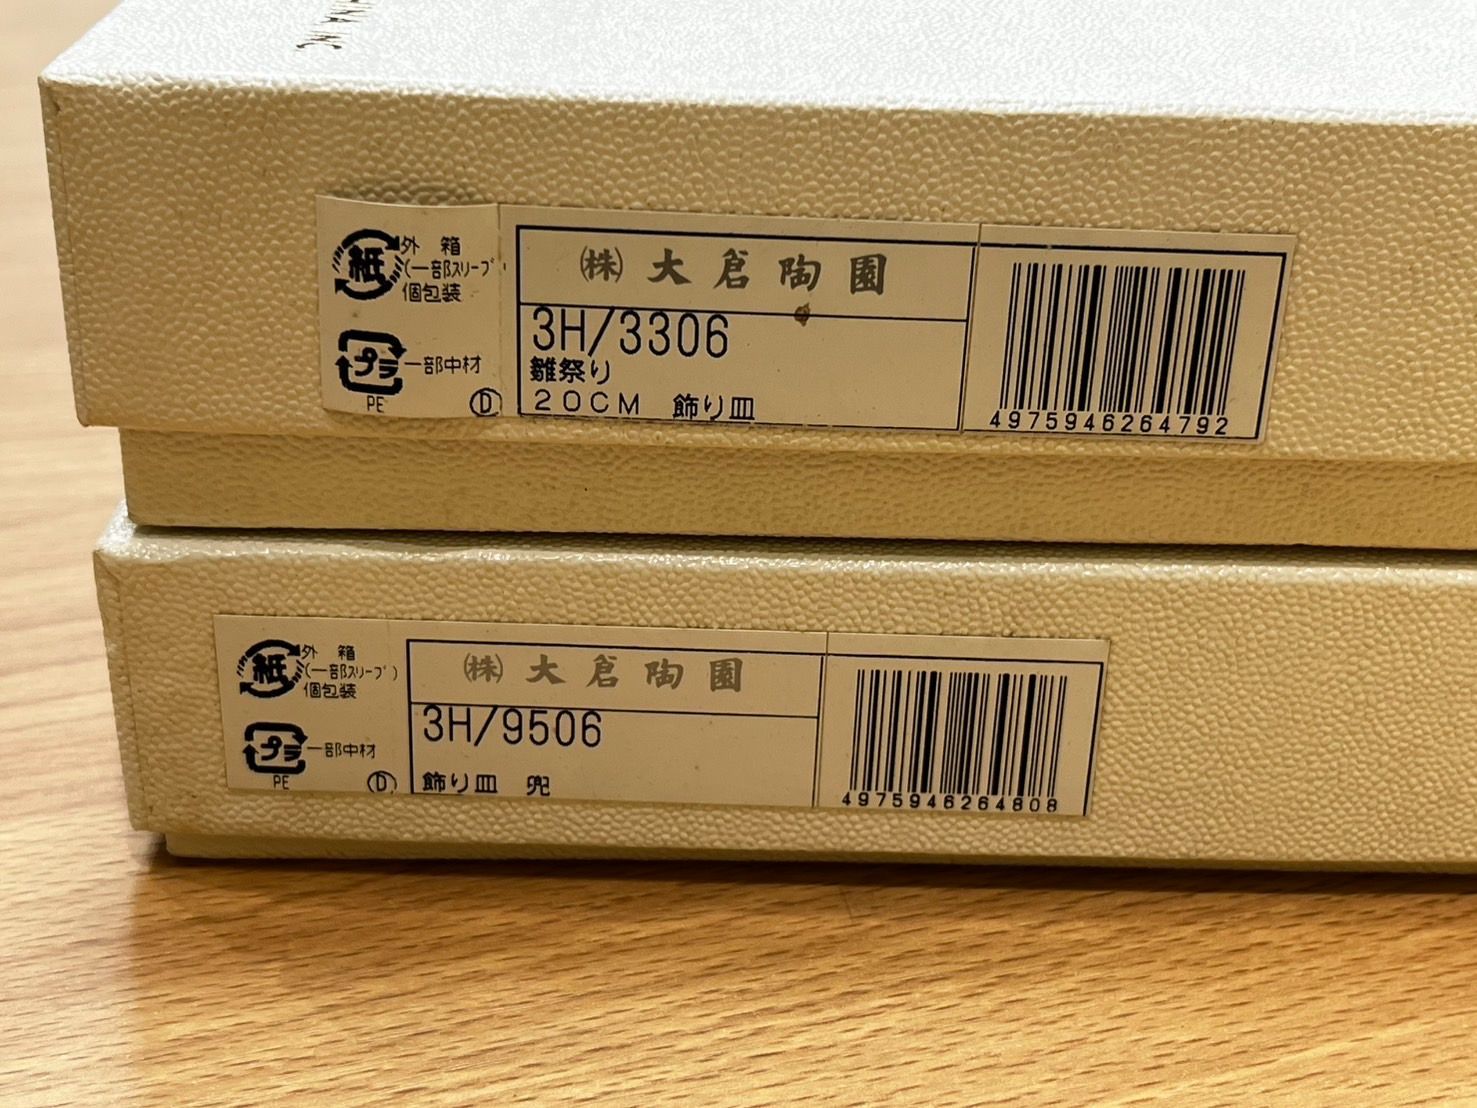 INA, INC
紙
外 箱
(一部スリーブ)
個包装
プラ
一部中材
PE
D
㈱ 大倉陶園
3H/3306
雛祭り
20CM 飾り皿
4975946264792
紙
外 箱
(一部スリーブ)
個包装
プラ
一部中材
PE
D
㈱ 大倉陶園
3H/9506
飾り皿 兜
4975946264808